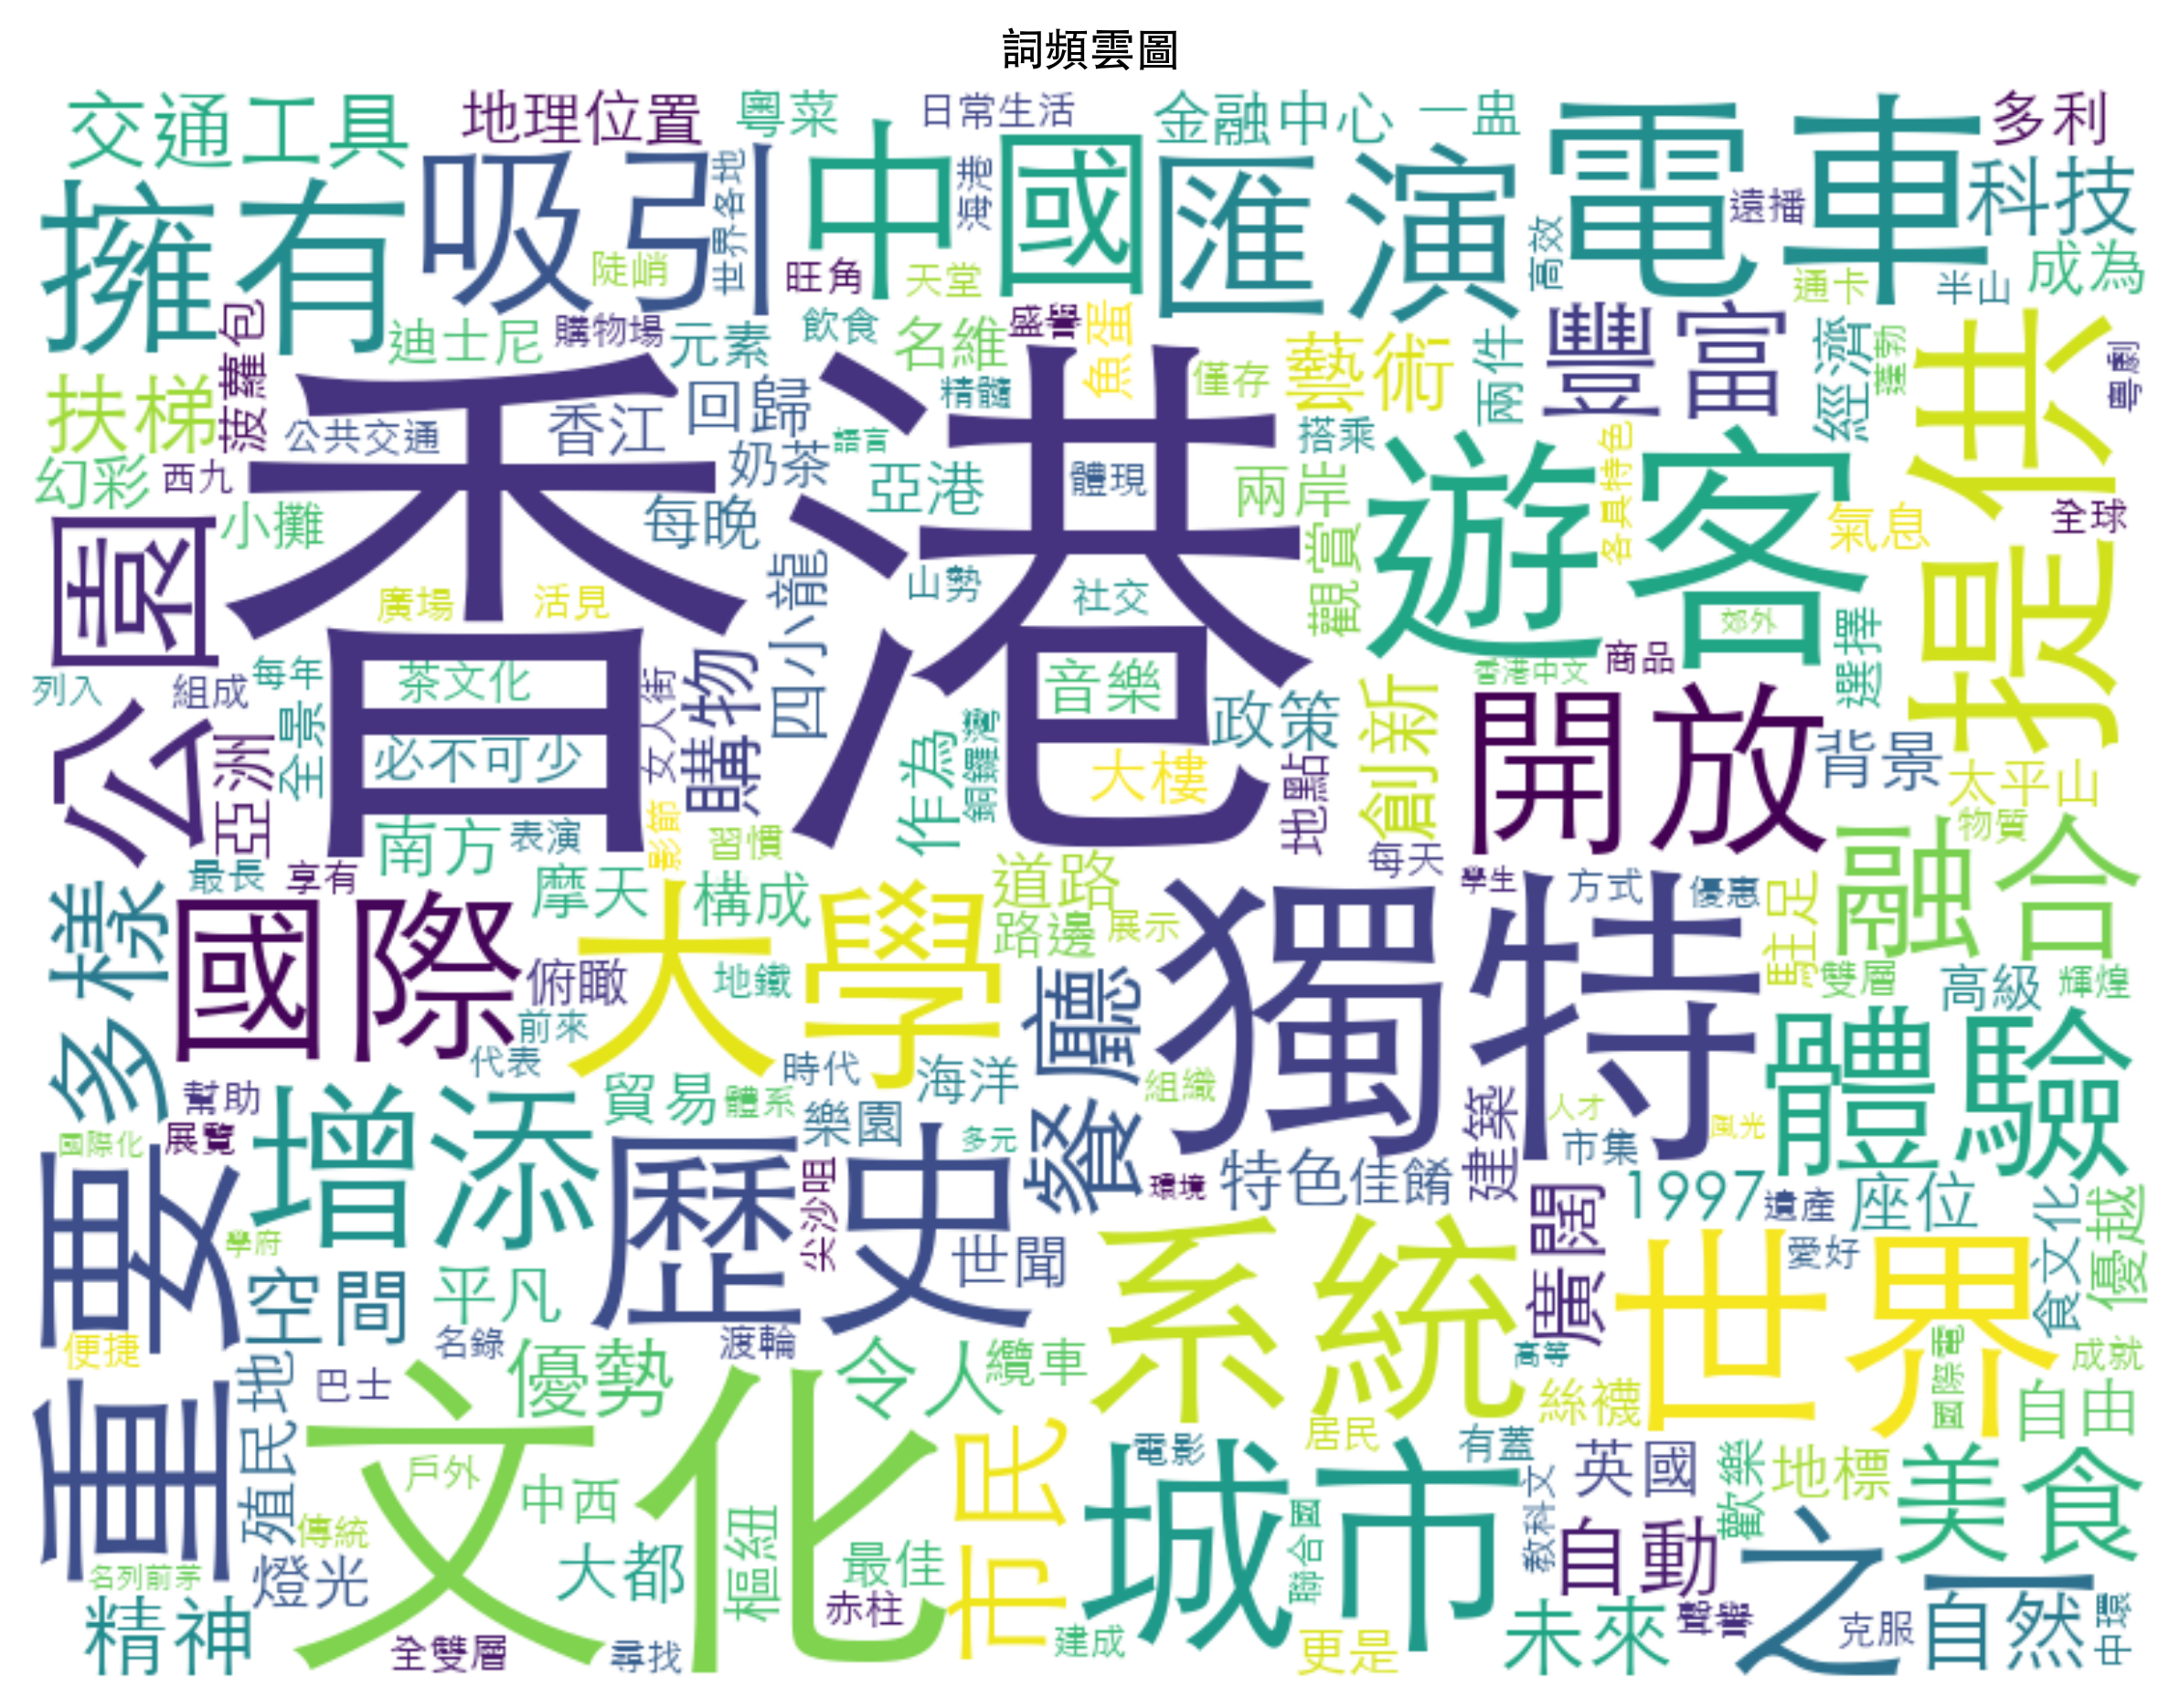 詞頻雲圖
交通工具
地理位置
粵菜
日常生活
金融中心
一盅
多利
擁有
吸引
世界各地
中國
海港
匯演
電車
高效
遠播
科技
陡峭
旺角
天堂
通卡
半山
成為
菠蘿包
迪士尼
購物場
元素
飲食
名維
盛譽
魚蛋
僅存
藝術
兩件
豐富
經濟
蓬勃
提供
粵劇
扶梯
公共交通
香江
回歸
精髓
搭乘
香港
語言
奶茶
亞港
體現
兩岸
遊客
各具特色
幻彩
西九
小攤
每晚
氣息
全球
公園
四小龍
山勢
社交
觀賞
廣場
活見
郊外
選擇
列入
組成
每年
茶文化
女人街
購物
音樂
政策
創新
香港中文
商品
開放
背景
太平山
亞洲
全景
必不可少
作為
銅鑼灣
大樓
地點
南方
表演
影節
習慣
物質
最長
享有
摩天
構成
道路
每天
學生
方式
優惠
駐足
融合
多樣
國際
大學
路邊
展示
獨特
俯瞰
地鐵
雙層
高級
輝煌
前來
代表
時代
海洋
餐廳
組織
人才
風光
體驗
幫助
貿易
體系
樂園
多元
建築
市集
國際化
展覽
增添
歷史
尖沙咀
環境
特色佳餚
1997
遺產
座位
食文化
優越
重要
學府
空間
平凡
世聞
系統
廣闊
世界
愛好
便捷
名錄
渡輪
高等
國際電
成就
殖民地
巴士
優勢
令人
纜車
絲襪
自由
文化
戶外
中西
市民
電影
居民
有蓋
城市
英國
歡樂
地標
美食
傳統
樞紐
聯合國
教科文
名列前茅
燈光
大都
最佳
自動
之一
精神
赤柱
全雙層
尋找
建成
更是
未來
克服
自然
中環